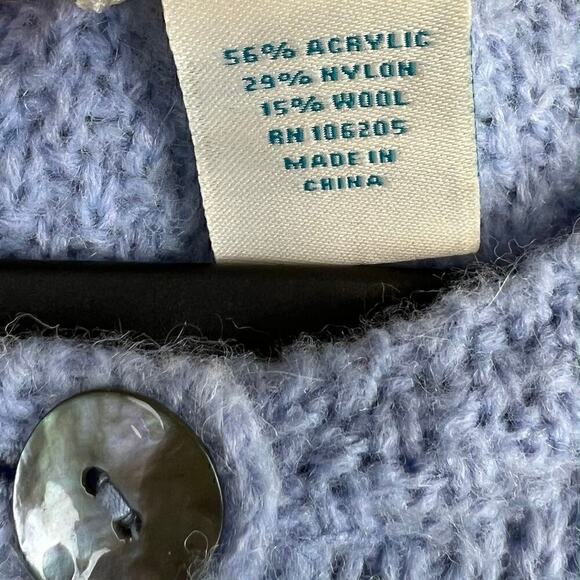 56% ACRYLIC
29% NYLON
15% WOOL
RN 106205
MADE IN
CHINA